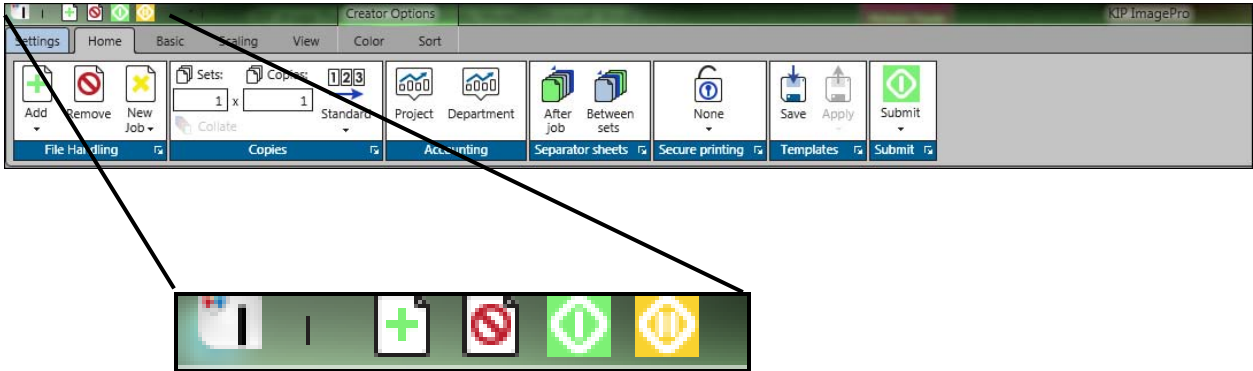 Creator Options
KIP ImagePro
Settings Home Basic Scaling View Color Sort
Sets: Copies: 123
1 x 1
Add Remove New Job Collate Standard Project Department After job Between sets None Save Apply Submit
File Handling Copies Accounting Separator sheets Secure printing Templates Submit